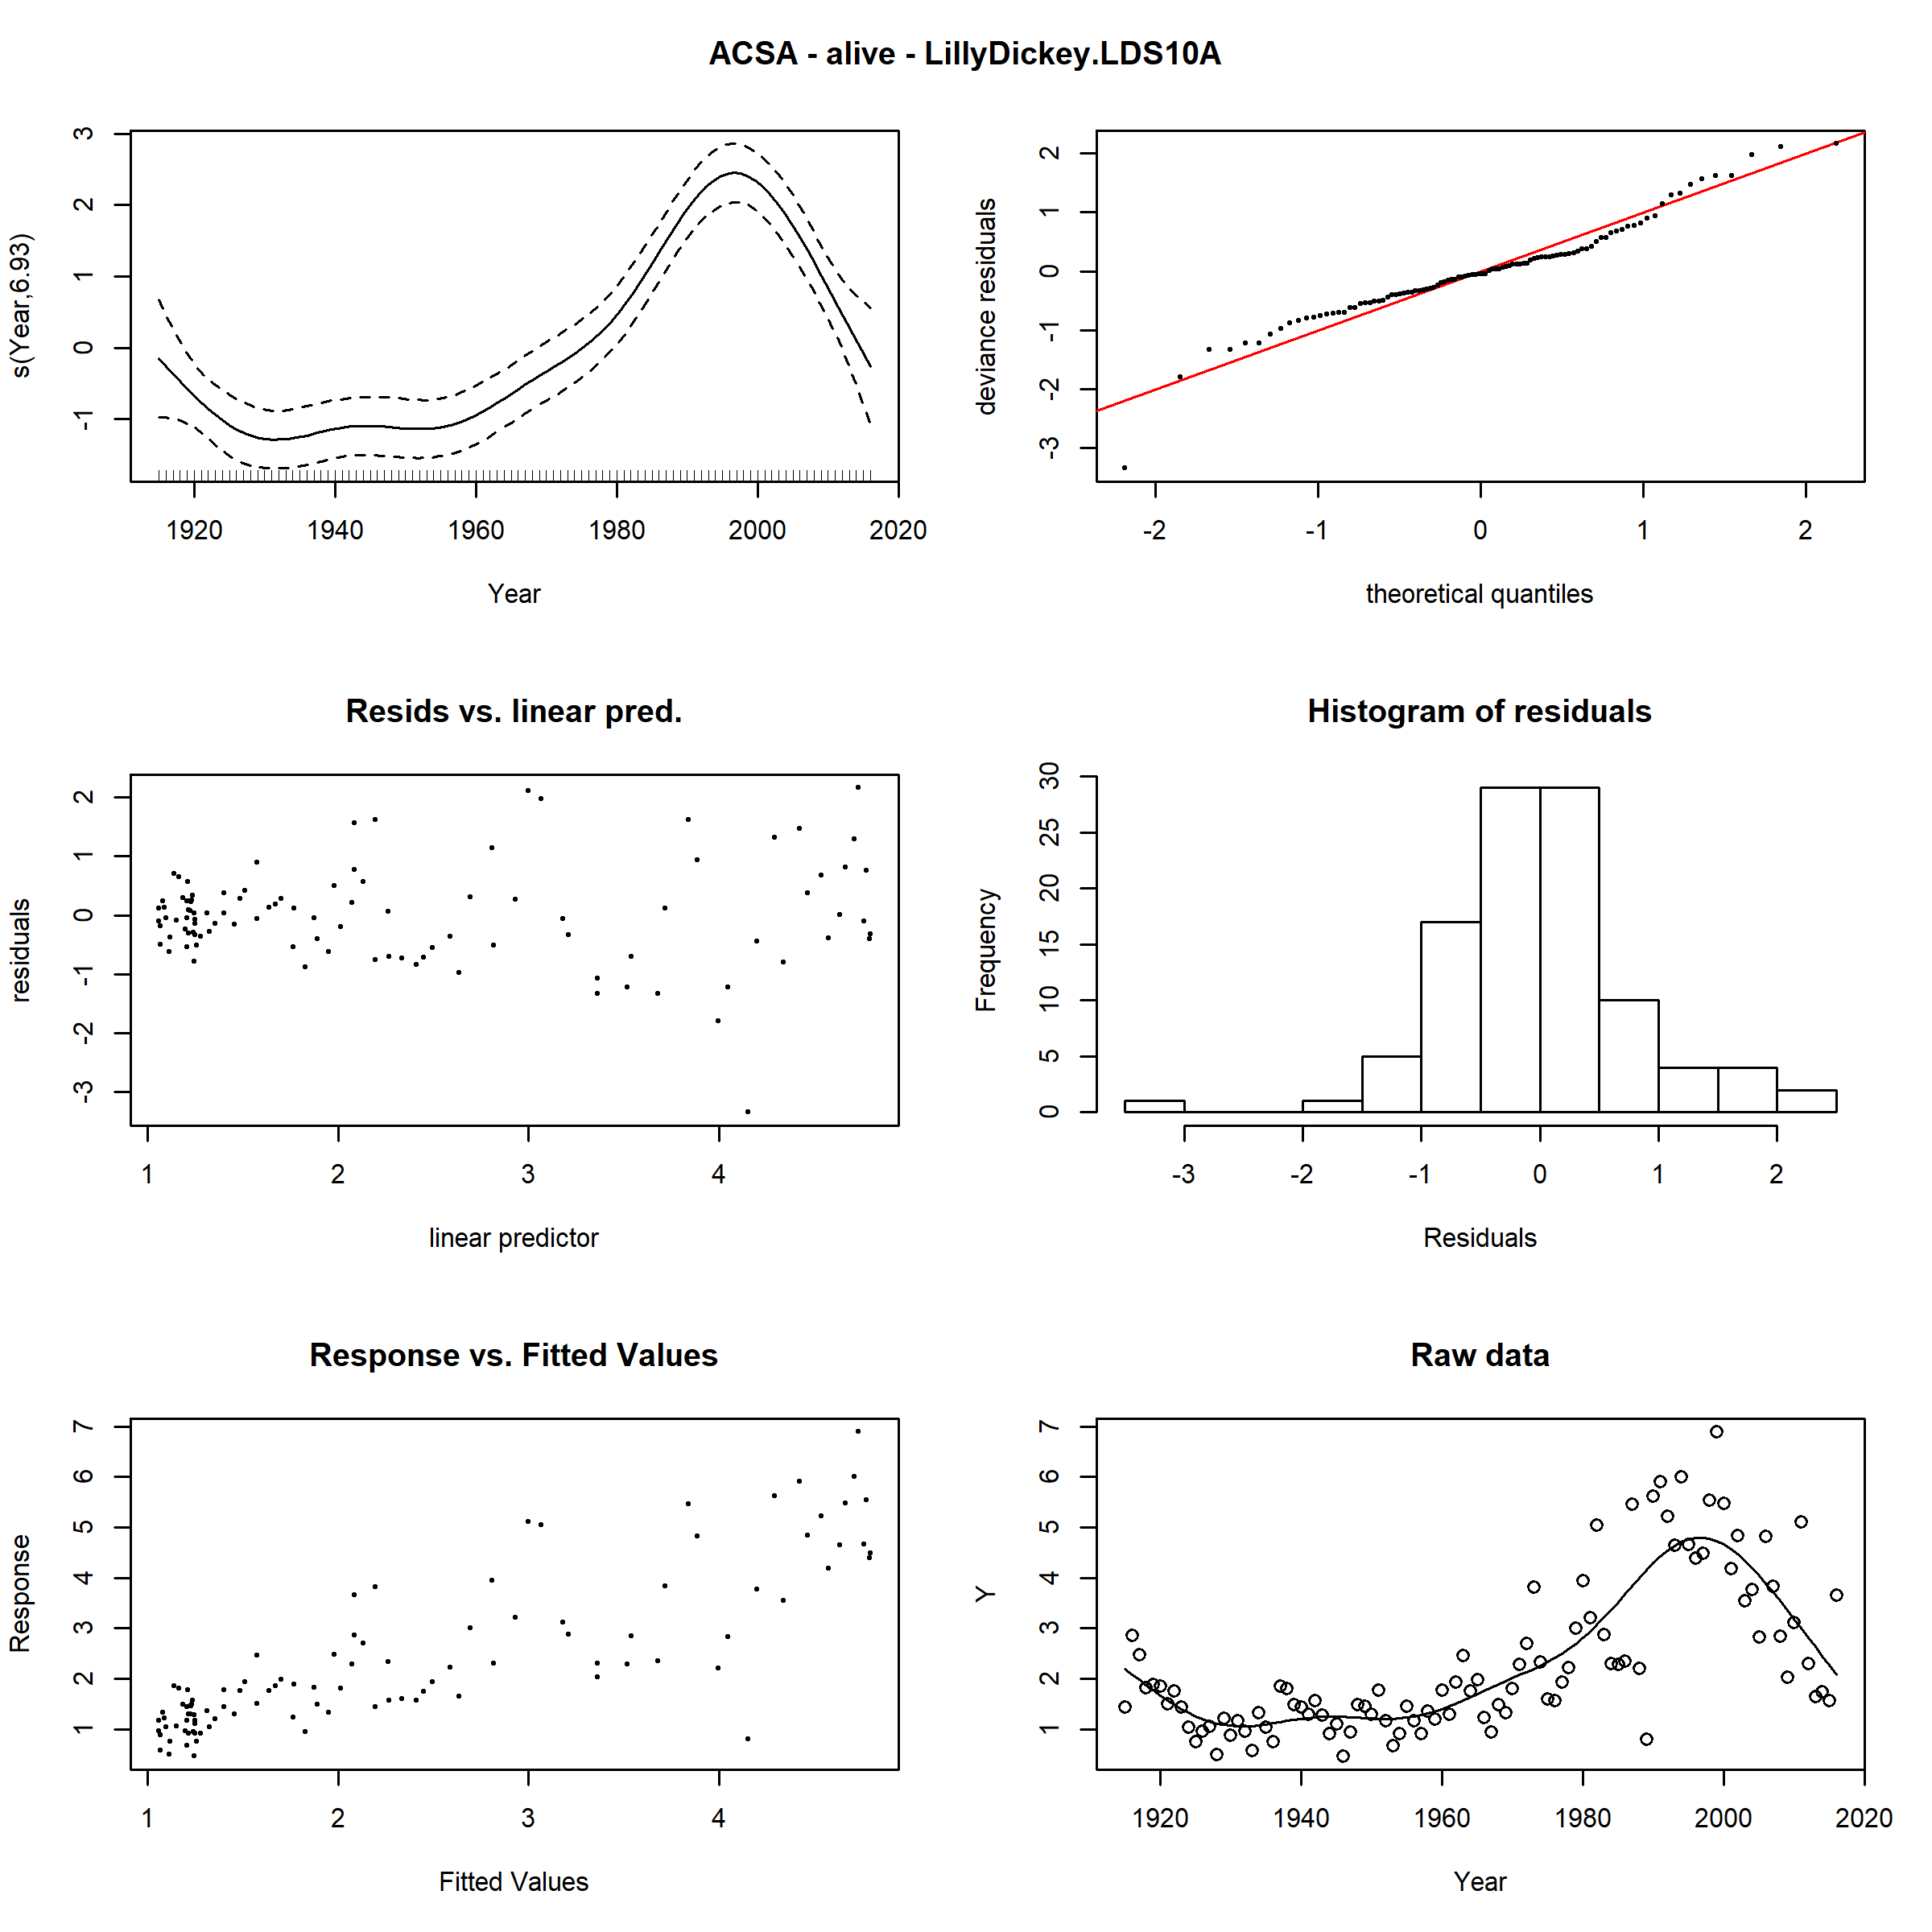 ACSA - alive - LillyDickey.LDS10A
s(Year,6.93)
3
2
1
0
-1
1920 1940 1960 1980 2000 2020
Year
deviance residuals
2
1
0
-1
-2
-3
-2 -1 0 1 2
theoretical quantiles
Resids vs. linear pred.
residuals
2
1
0
-1
-2
-3
1 2 3 4
linear predictor
Histogram of residuals
Frequency
30
25
20
15
10
5
0
-3 -2 -1 0 1 2
Residuals
Response vs. Fitted Values
Response
7
6
5
4
3
2
1
1 2 3 4
Fitted Values
Raw data
Y
7
6
5
4
3
2
1
1920 1940 1960 1980 2000 2020
Year